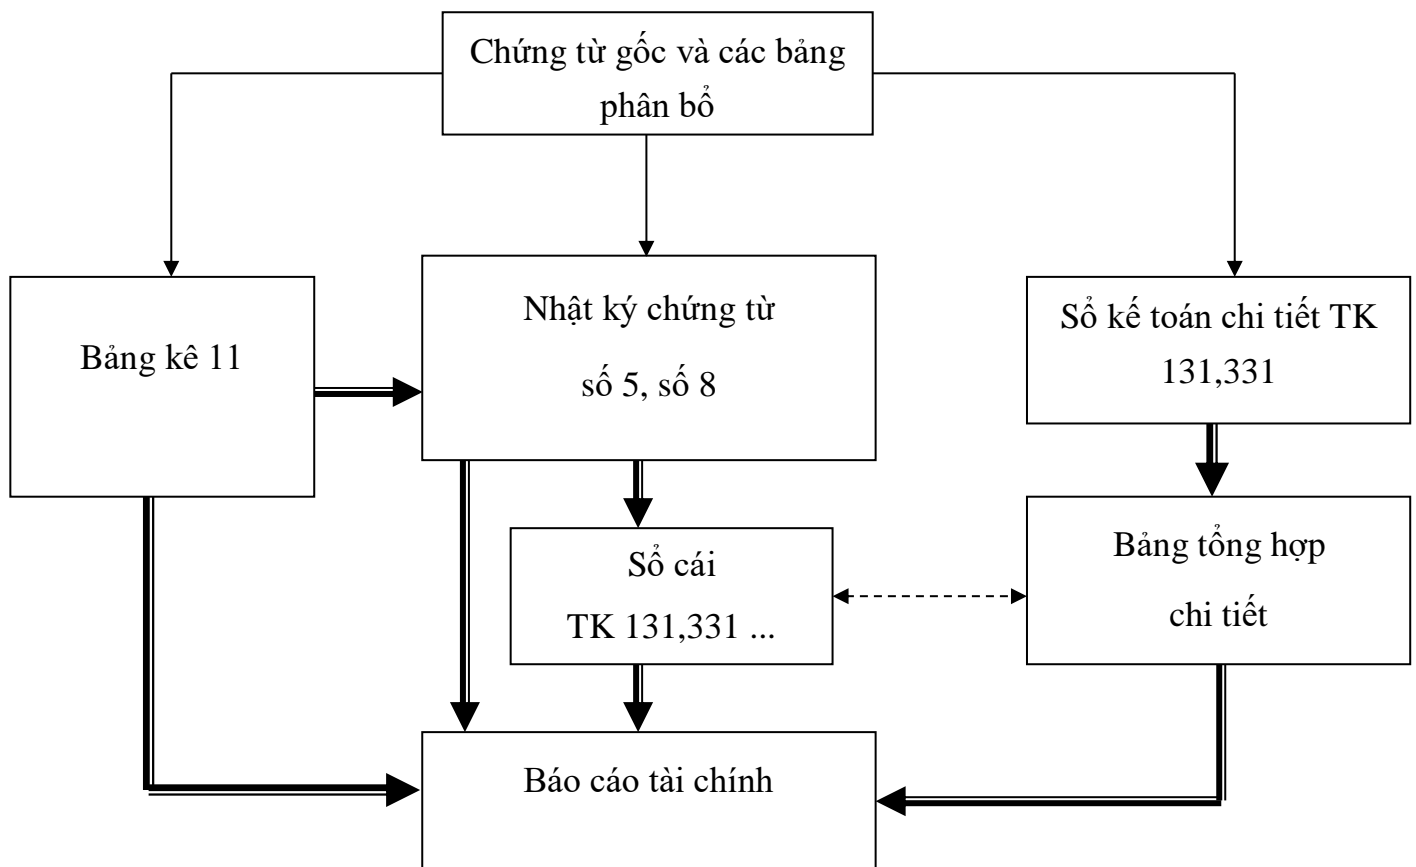 Chứng từ gốc và các bảng
phân bổ
Bảng kê 11
Nhật ký chứng từ
số 5, số 8
Sổ kế toán chi tiết TK
131,331
Sổ cái
TK 131,331 ...
Bảng tổng hợp
chi tiết
Báo cáo tài chính